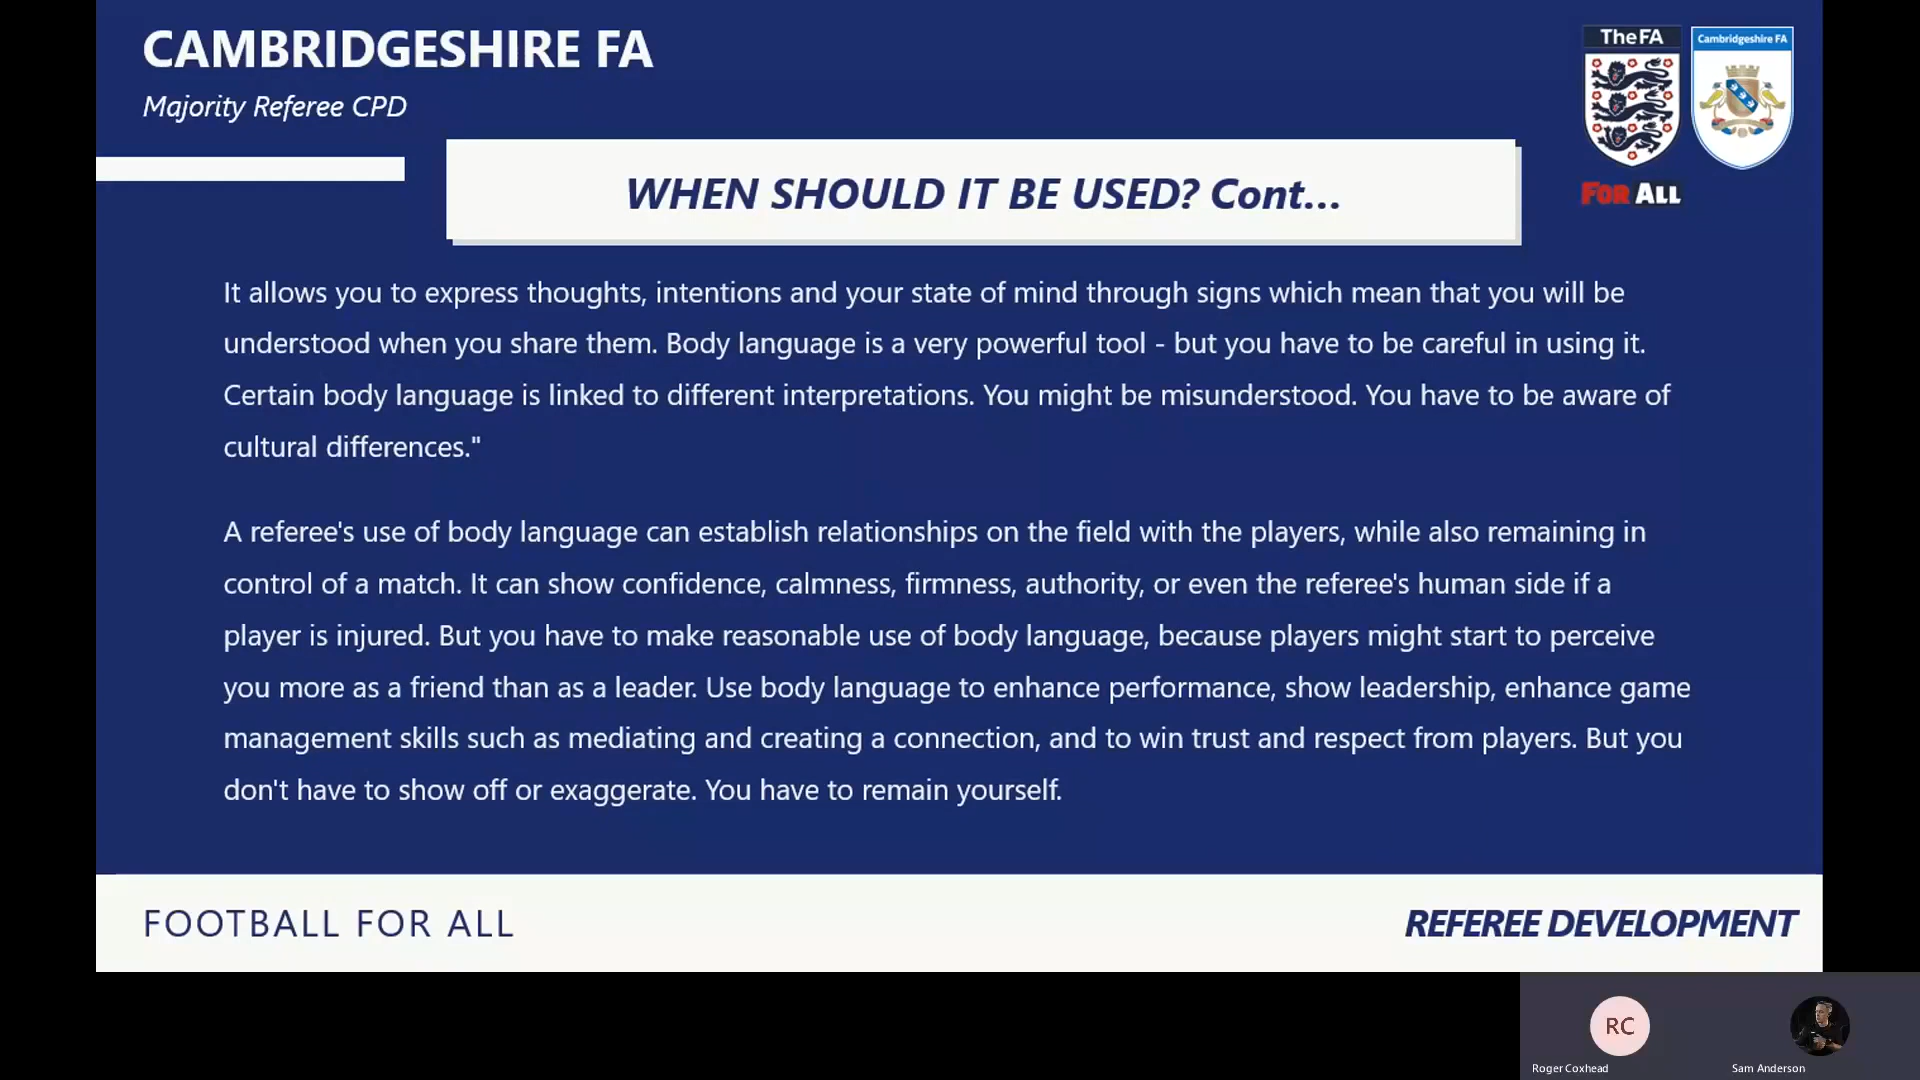 CAMBRIDGESHIRE FA
Majority Referee CPD
TheFA
Cambridgeshire FA
FOR ALL
WHEN SHOULD IT BE USED? Cont...
It allows you to express thoughts, intentions and your state of mind through signs which mean that you will be
understood when you share them. Body language is a very powerful tool - but you have to be careful in using it.
Certain body language is linked to different interpretations. You might be misunderstood. You have to be aware of
cultural differences."
A referee's use of body language can establish relationships on the field with the players, while also remaining in
control of a match. It can show confidence, calmness, firmness, authority, or even the referee's human side if a
player is injured. But you have to make reasonable use of body language, because players might start to perceive
you more as a friend than as a leader. Use body language to enhance performance, show leadership, enhance game
management skills such as mediating and creating a connection, and to win trust and respect from players. But you
don't have to show off or exaggerate. You have to remain yourself.
FOOTBALL FOR ALL
REFEREE DEVELOPMENT
RC
Roger Coxhead
Sam Anderson